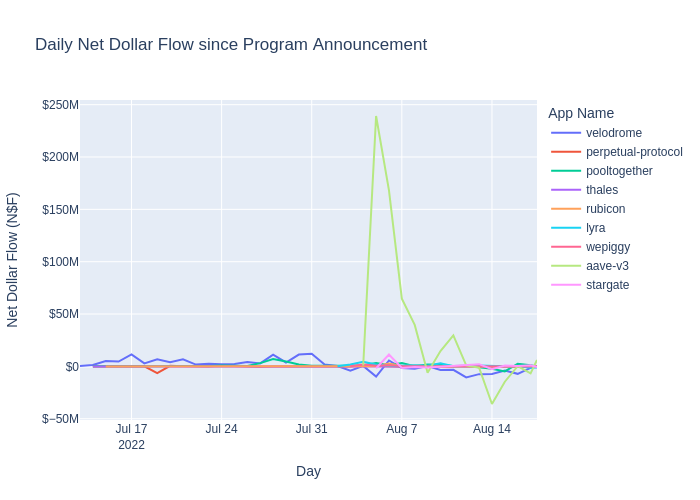 Daily Net Dollar Flow since Program Announcement
$250M
$200M
$150M
$100M
$50M
$0
$−50M
Net Dollar Flow (N$F)
Jul 17
2022
Jul 24
Jul 31
Aug 7
Aug 14
Day
App Name
velodrome
perpetual-protocol
pooltogether
thales
rubicon
lyra
wepiggy
aave-v3
stargate